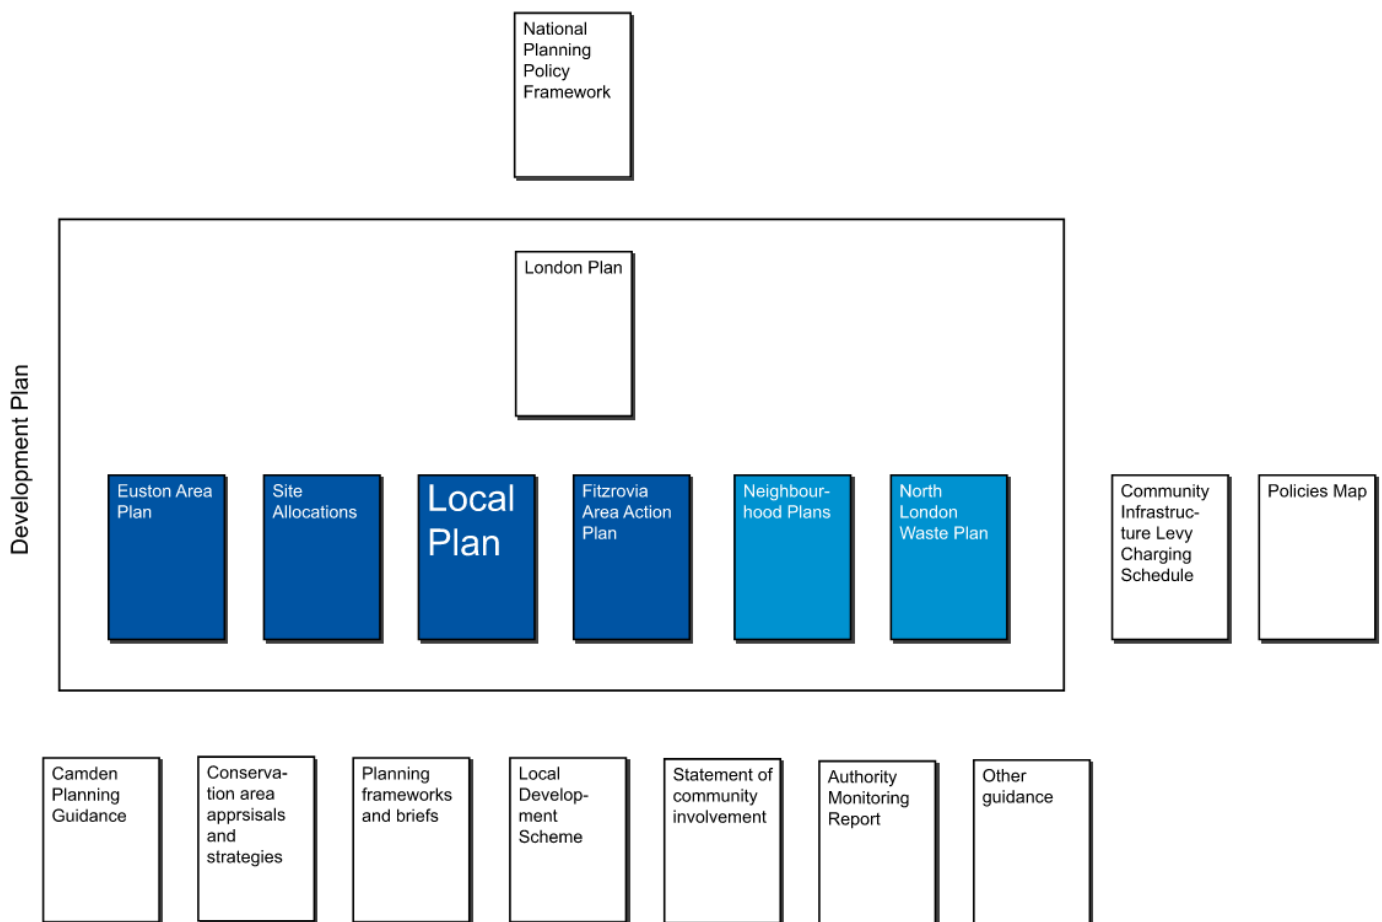 National
Planning
Policy
Framework
Development Plan
London Plan
Euston Area
Plan
Site
Allocations
Local
Plan
Fitzrovia
Area Action
Plan
Neighbour-
hood Plans
North
London
Waste Plan
Community
Infrastruc-
ture Levy
Charging
Schedule
Policies Map
Camden
Planning
Guidance
Conserva-
tion area
apprsisals
and
strategies
Planning
frameworks
and briefs
Local
Develop-
ment
Scheme
Statement of
community
involvement
Authority
Monitoring
Report
Other
guidance